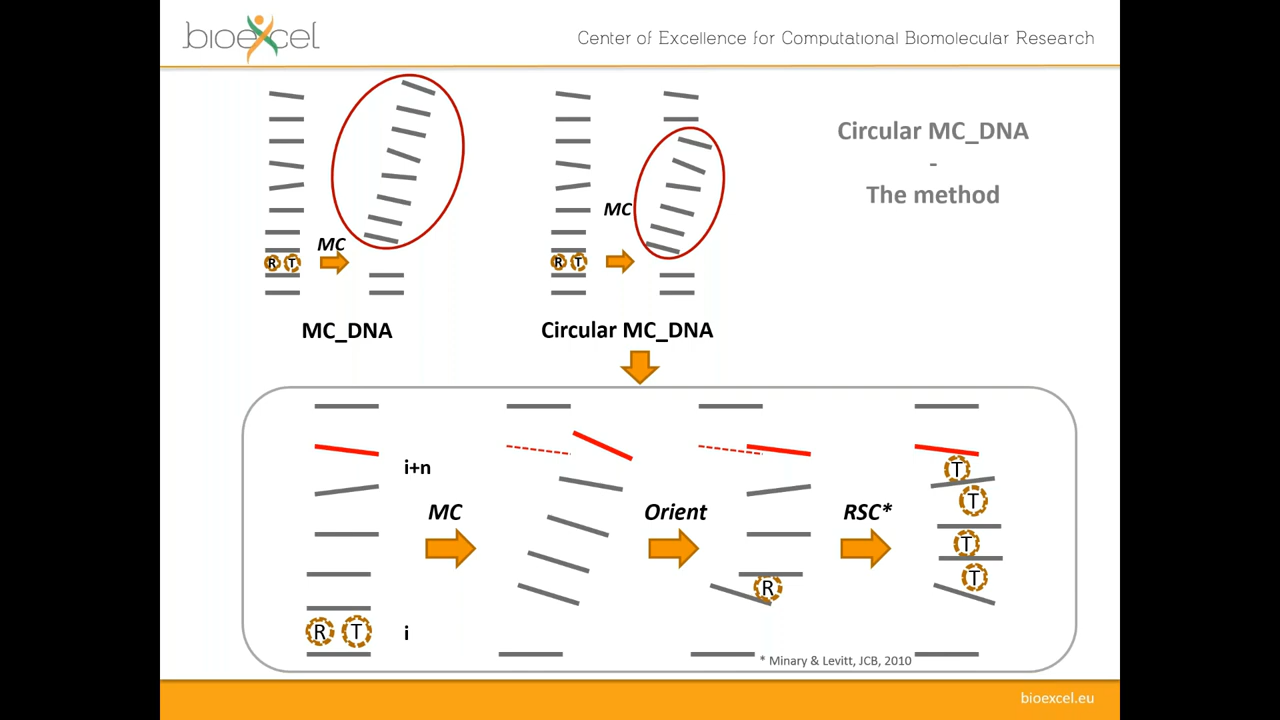 bioexcel
Center of Excellence for Computational Biomolecular Research
Circular MC_DNA
-
The method
MC
R T
MC
R T
MC_DNA
Circular MC_DNA
i+n
MC
Orient
RSC*
R T
i
R
T
T
T
T
* Minary & Levitt, JCB, 2010
bioexcel.eu